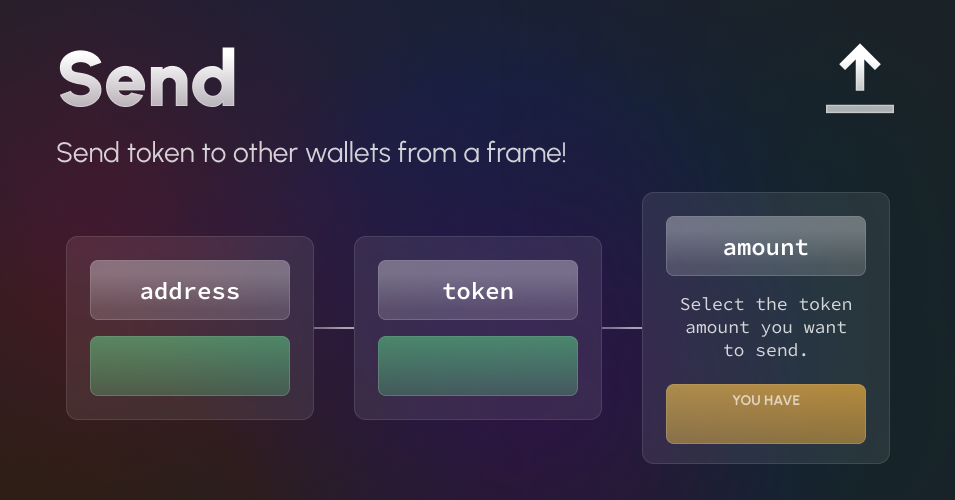 Send
Send token to other wallets from a frame!
address
token
amount
Select the token
amount you want
to send.
YOU HAVE